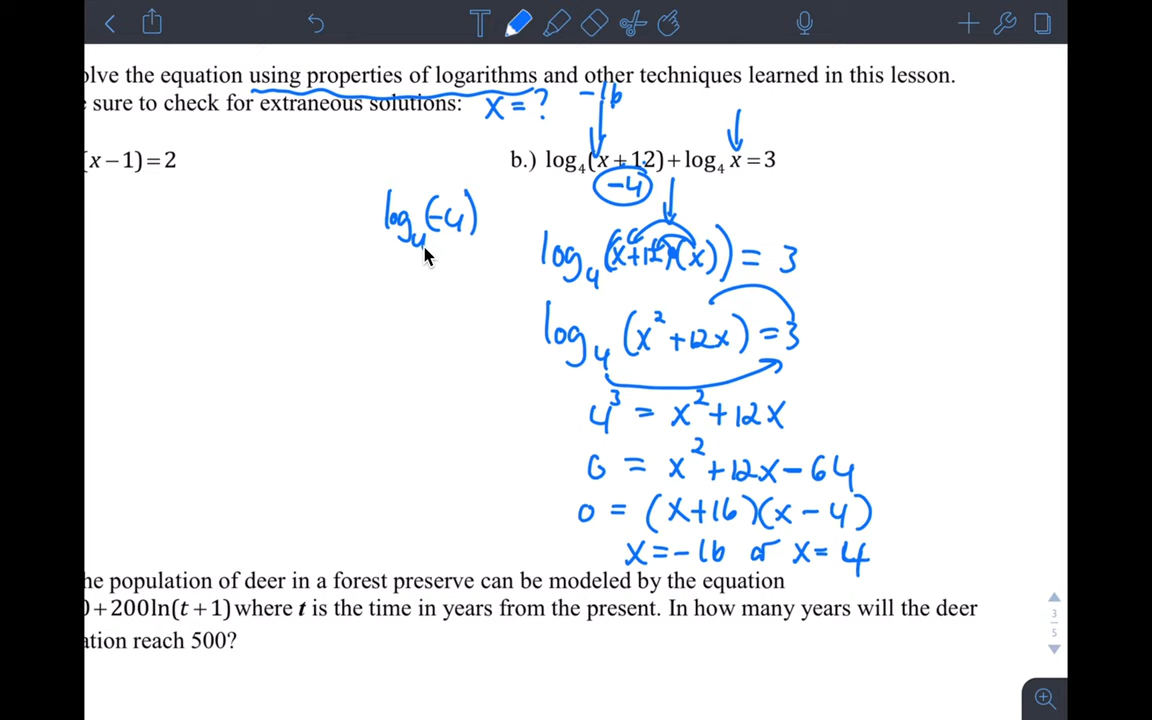 olve the equation using properties of logarithms and other techniques learned in this lesson.
sure to check for extraneous solutions: x = ?
-16
(x−1)=2
b.) log₄(x+12)+log₄ x=3
-4
log₄(-4)
log₄((x+12)(x)) = 3
log₄(x²+12x) = 3
4³ = x²+12x
0 = x²+12x-64
0 = (x+16)(x-4)
x=-16 or x=4
he population of deer in a forest preserve can be modeled by the equation
0+200ln(t+1) where t is the time in years from the present. In how many years will the deer
ation reach 500?
3
5